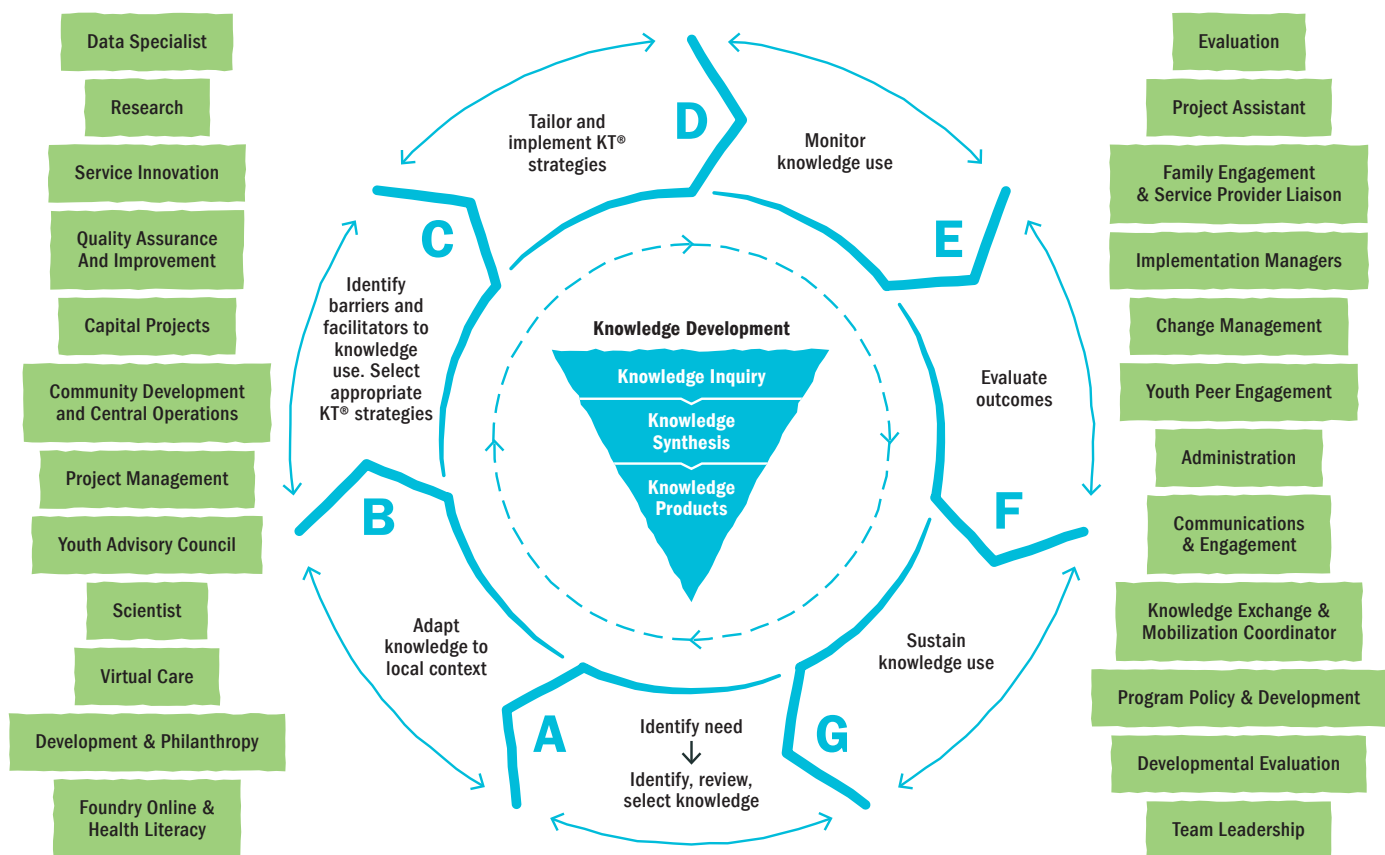 Data Specialist
Research
Service Innovation
Quality Assurance
And Improvement
Capital Projects
Community Development
and Central Operations
Project Management
Youth Advisory Council
Scientist
Virtual Care
Development & Philanthropy
Foundry Online &
Health Literacy
A
Identify need
Identify, review,
select knowledge
B
Adapt
knowledge to
local context
C
Identify
barriers and
facilitators to
knowledge
use. Select
appropriate
KT® strategies
D
Tailor and
implement KT®
strategies
E
Monitor
knowledge use
F
Evaluate
outcomes
G
Sustain
knowledge use
Knowledge Development
Knowledge Inquiry
Knowledge
Synthesis
Knowledge
Products
Evaluation
Project Assistant
Family Engagement
& Service Provider Liaison
Implementation Managers
Change Management
Youth Peer Engagement
Administration
Communications
& Engagement
Knowledge Exchange &
Mobilization Coordinator
Program Policy & Development
Developmental Evaluation
Team Leadership